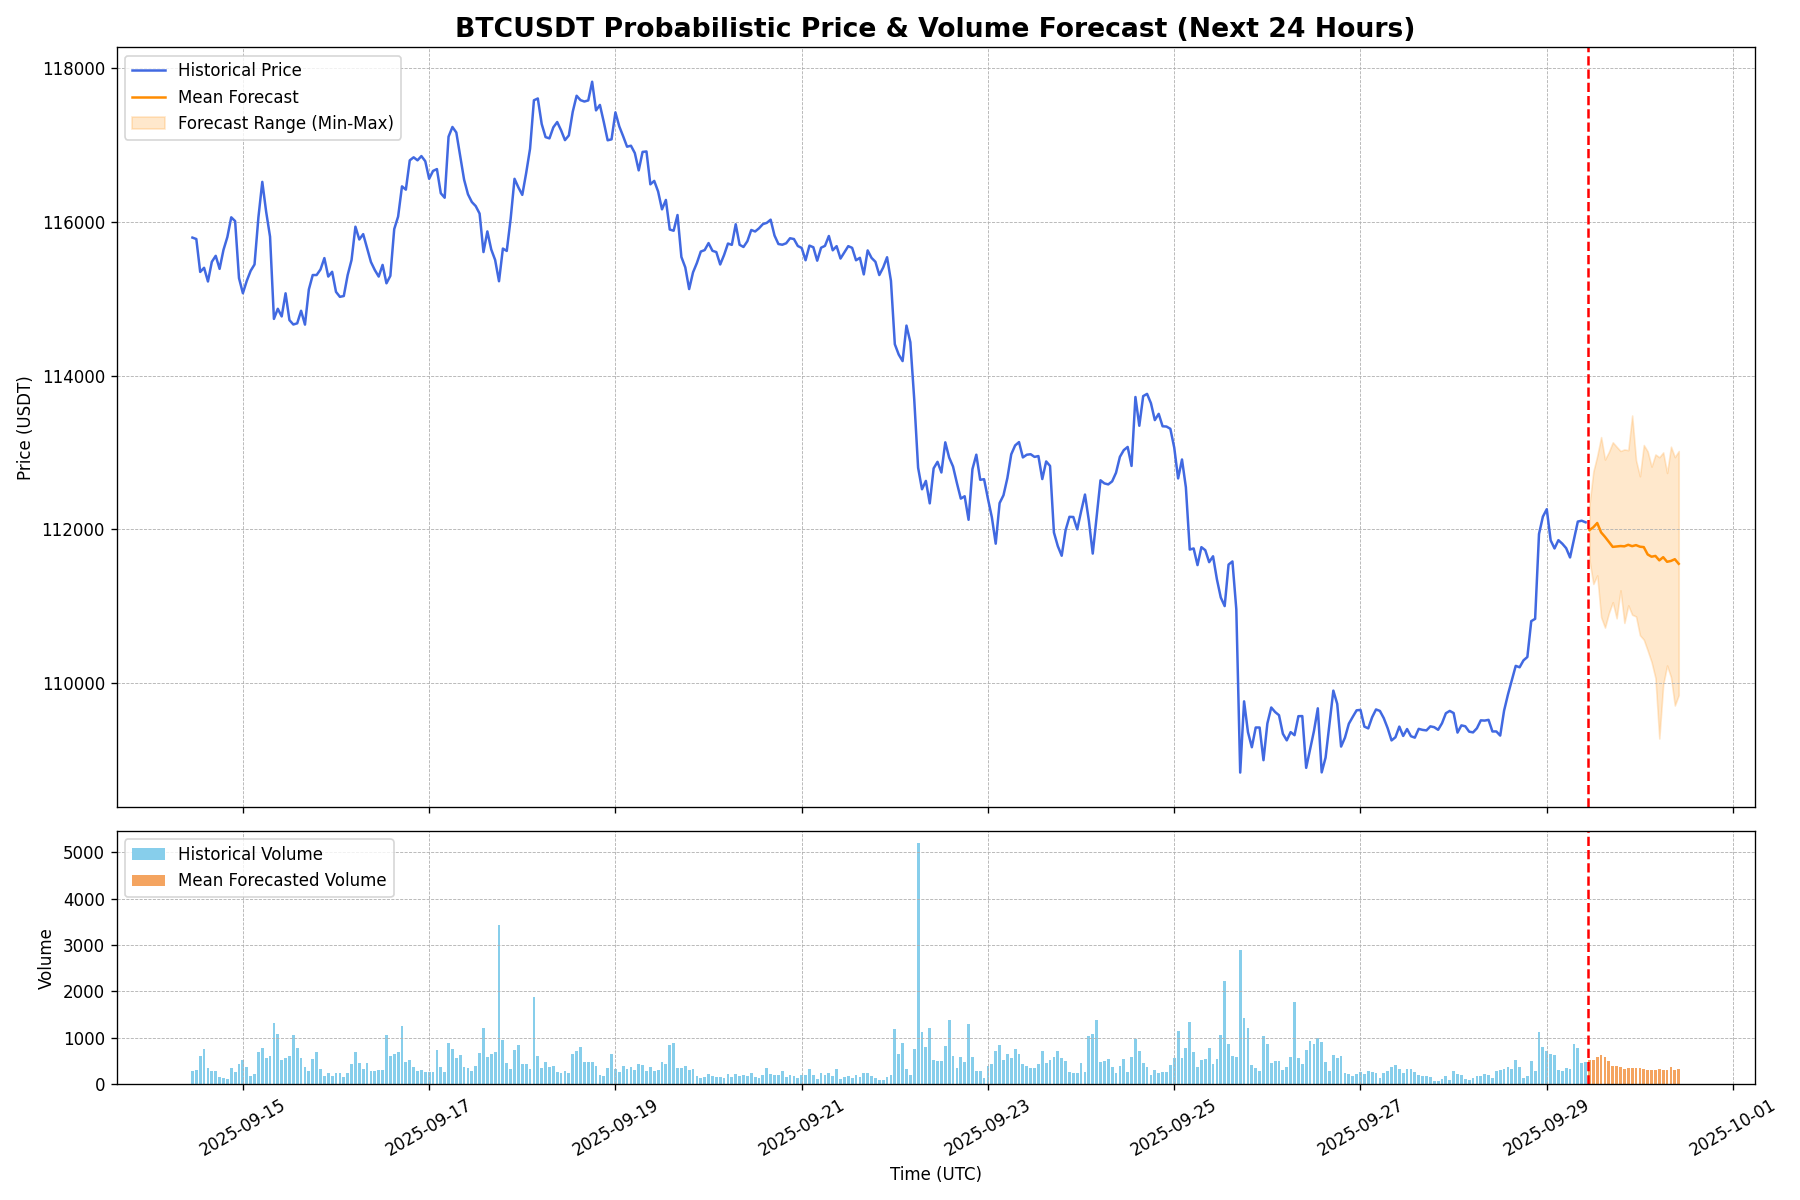 BTCUSDT Probabilistic Price & Volume Forecast (Next 24 Hours)
Historical Price
Mean Forecast
Forecast Range (Min-Max)
118000
116000
114000
112000
110000
Price (USDT)
Historical Volume
Mean Forecasted Volume
5000
4000
3000
2000
1000
0
Volume
2025-09-15
2025-09-17
2025-09-19
2025-09-21
2025-09-23
2025-09-25
2025-09-27
2025-09-29
2025-10-01
Time (UTC)